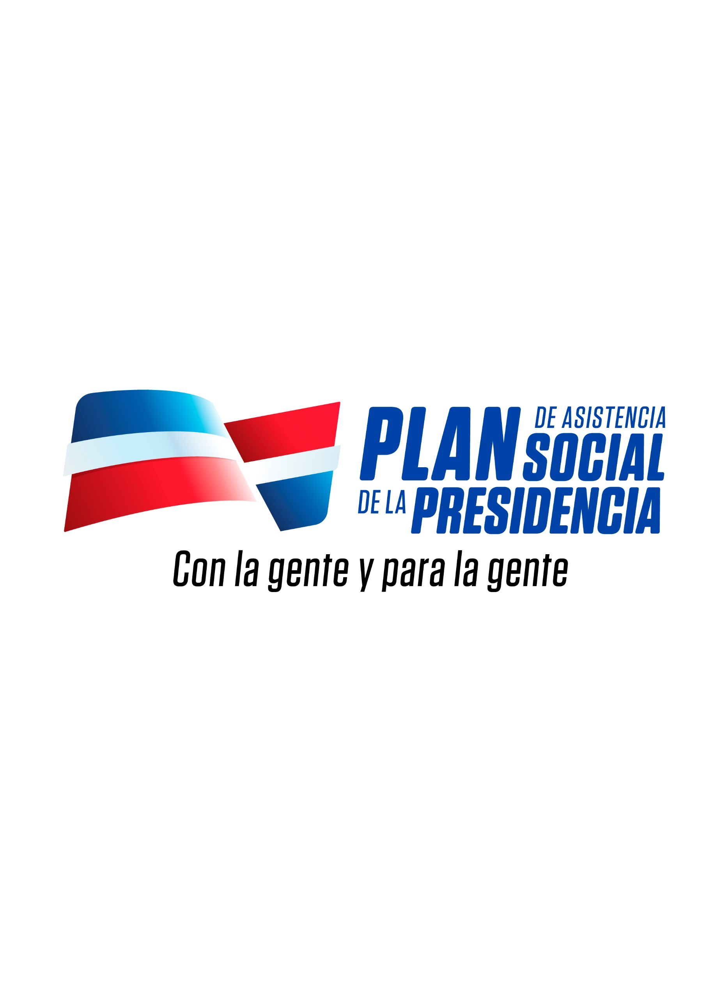 PLAN DE ASISTENCIA
SOCIAL
DE LA PRESIDENCIA
Con la gente y para la gente